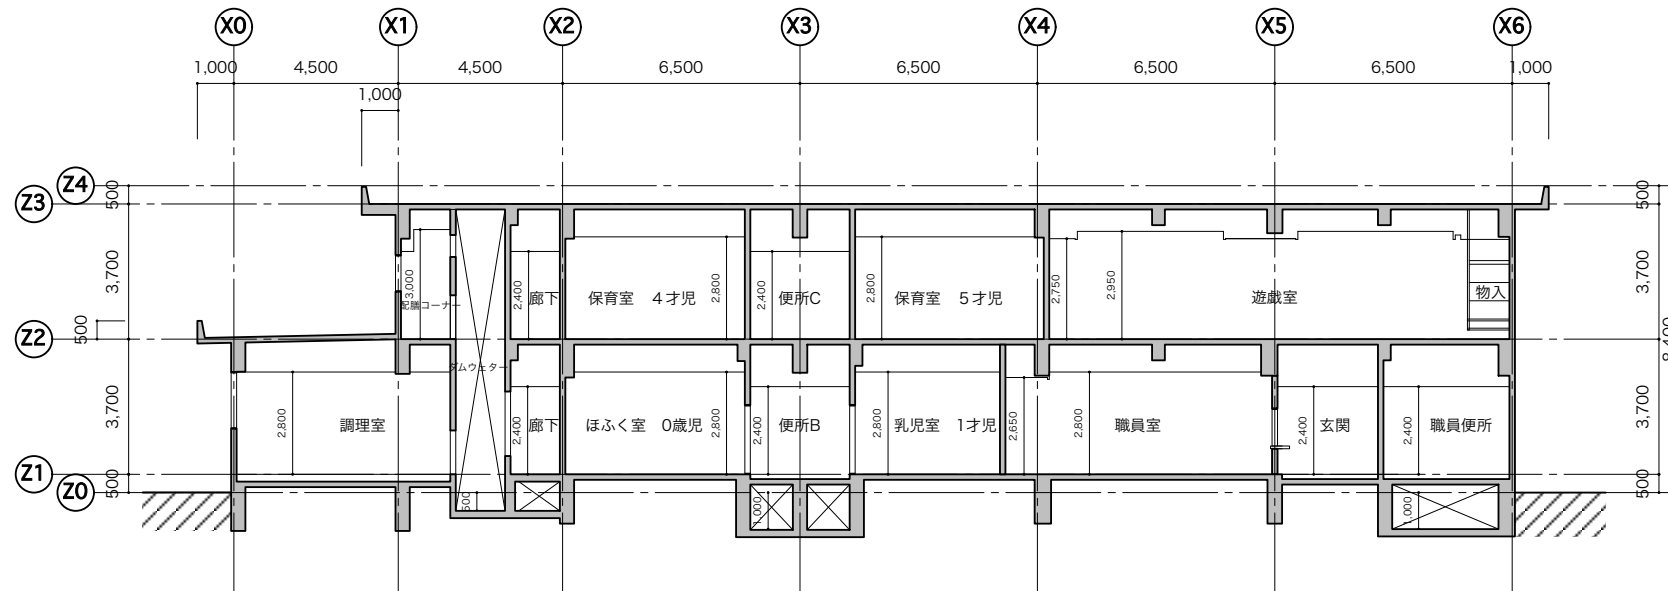 X0 X1 X2 X3 X4 X5 X6
1,000 4,500 4,500 6,500 6,500 6,500 6,500 1,000
1,000
Z4
500 500
Z3
3,700 3,000 2,400 2,800 2,400 2,800 2,750 2,950 3,700
配膳コーナー 廊下 保育室 4才児 便所C 保育室 5才児 遊戯室 物入
500
Z2
8,400
ダムウェーター
3,700 2,800 2,400 2,800 2,400 2,800 2,650 2,800 2,400 2,400 3,700
調理室 廊下 ほふく室 0歳児 便所B 乳児室 1才児 職員室 玄関 職員便所
Z1
500 500
Z0
500 1,000 1,000